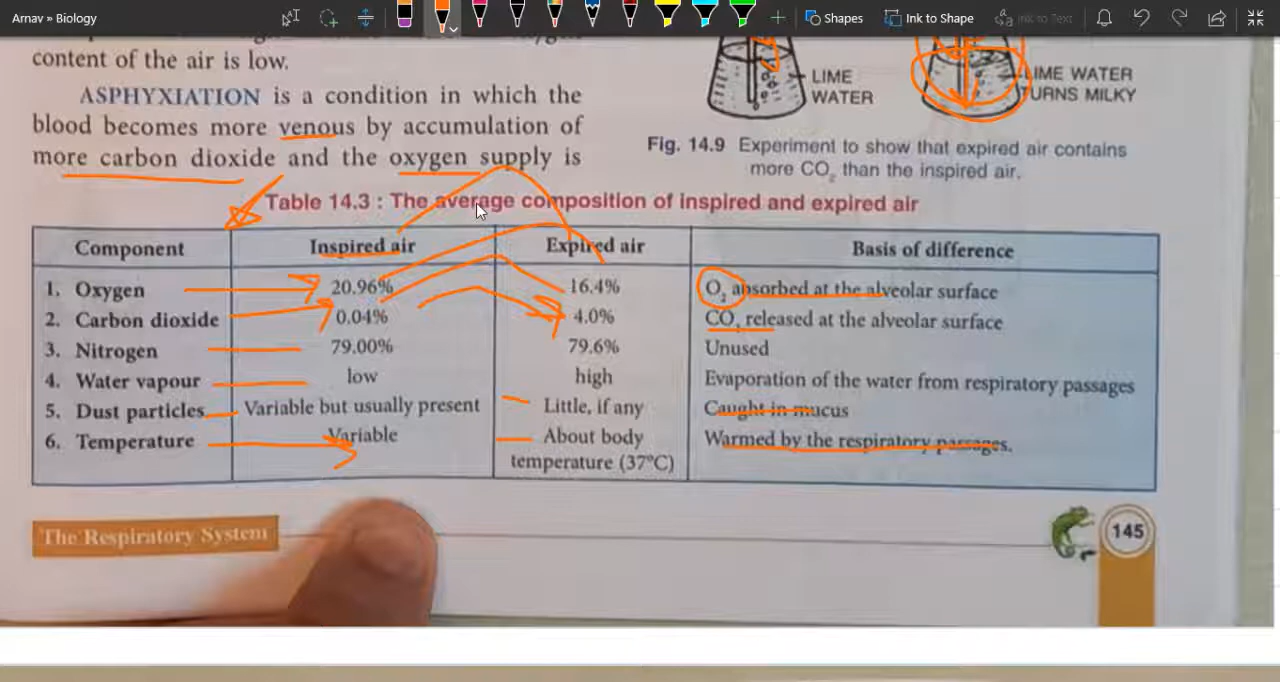 Arnav » Biology
Shapes
Ink to Shape
Ink to Text
content of the air is low.
ASPHYXIATION is a condition in which the
blood becomes more venous by accumulation of
more carbon dioxide and the oxygen supply is
LIME
WATER
LIME WATER
TURNS MILKY
Fig. 14.9 Experiment to show that expired air contains
more CO₂ than the inspired air.
Table 14.3 : The average composition of inspired and expired air
Component Inspired air Expired air Basis of difference
1. Oxygen 20.96% 16.4% O₂ absorbed at the alveolar surface
2. Carbon dioxide 0.04% 4.0% CO₂ released at the alveolar surface
3. Nitrogen 79.00% 79.6% Unused
4. Water vapour low high Evaporation of the water from respiratory passages
5. Dust particles Variable but usually present Little, if any Caught in mucus
6. Temperature Variable About body Warmed by the respiratory passages.
temperature (37°C)
The Respiratory System
145